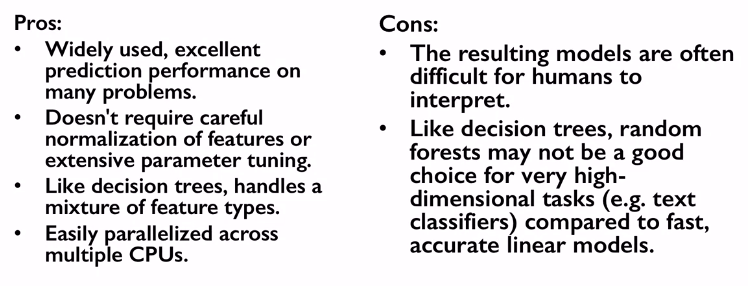 Pros:
• Widely used, excellent
prediction performance on
many problems.
• Doesn't require careful
normalization of features or
extensive parameter tuning.
• Like decision trees, handles a
mixture of feature types.
• Easily parallelized across
multiple CPUs.
Cons:
• The resulting models are often
difficult for humans to
interpret.
• Like decision trees, random
forests may not be a good
choice for very high-
dimensional tasks (e.g. text
classifiers) compared to fast,
accurate linear models.